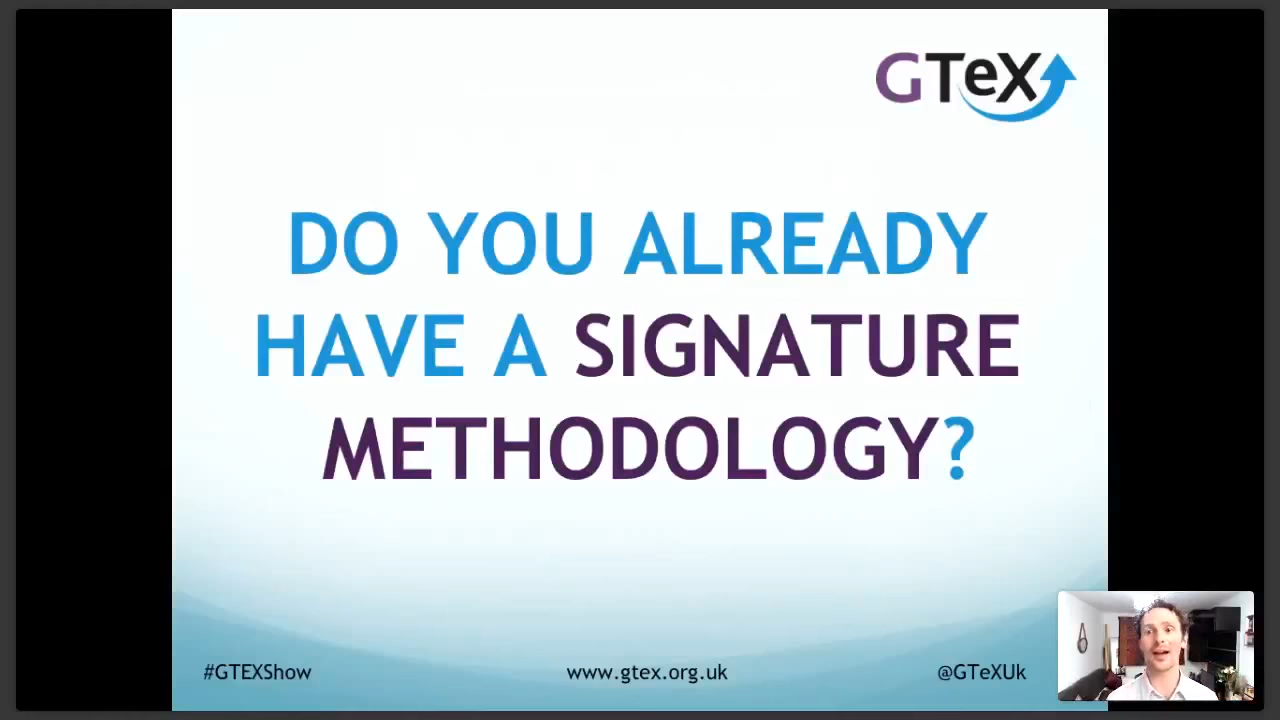 GTeX
DO YOU ALREADY
HAVE A SIGNATURE
METHODOLOGY?
#GTEXShow
www.gtex.org.uk
@GTeXUk